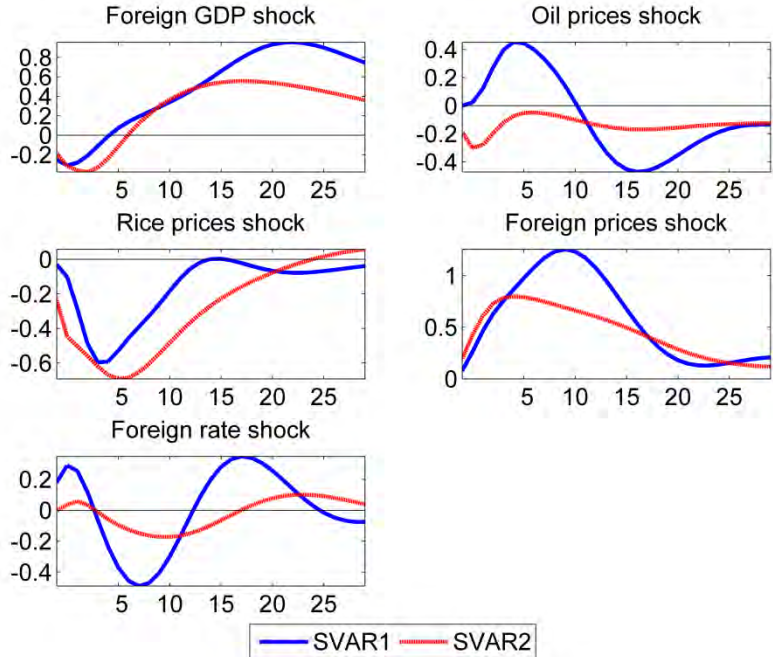 Foreign GDP shock
0.8
0.6
0.4
0.2
0
-0.2
5 10 15 20 25
Oil prices shock
0.4
0.2
0
-0.2
-0.4
5 10 15 20 25
Rice prices shock
0
-0.2
-0.4
-0.6
5 10 15 20 25
Foreign prices shock
1
0.5
0
5 10 15 20 25
Foreign rate shock
0.2
0
-0.2
-0.4
5 10 15 20 25
SVAR1 SVAR2